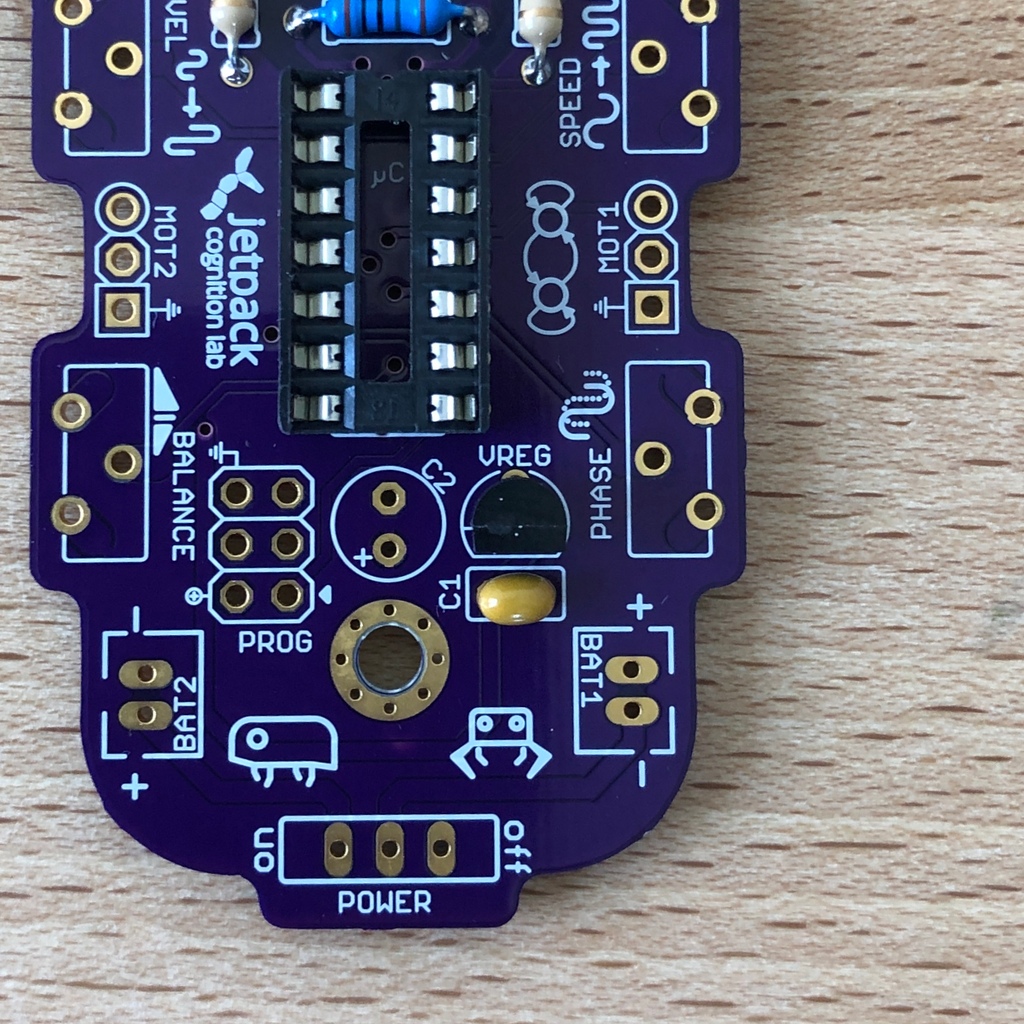 VEL
SPEED
14
µC
MOT2
MOT1
jetpack
cognition lab
BALANCE
PHASE
C2
VREG
+
C1
PROG
BAT2
BAT1
-
+
+
-
on
off
POWER